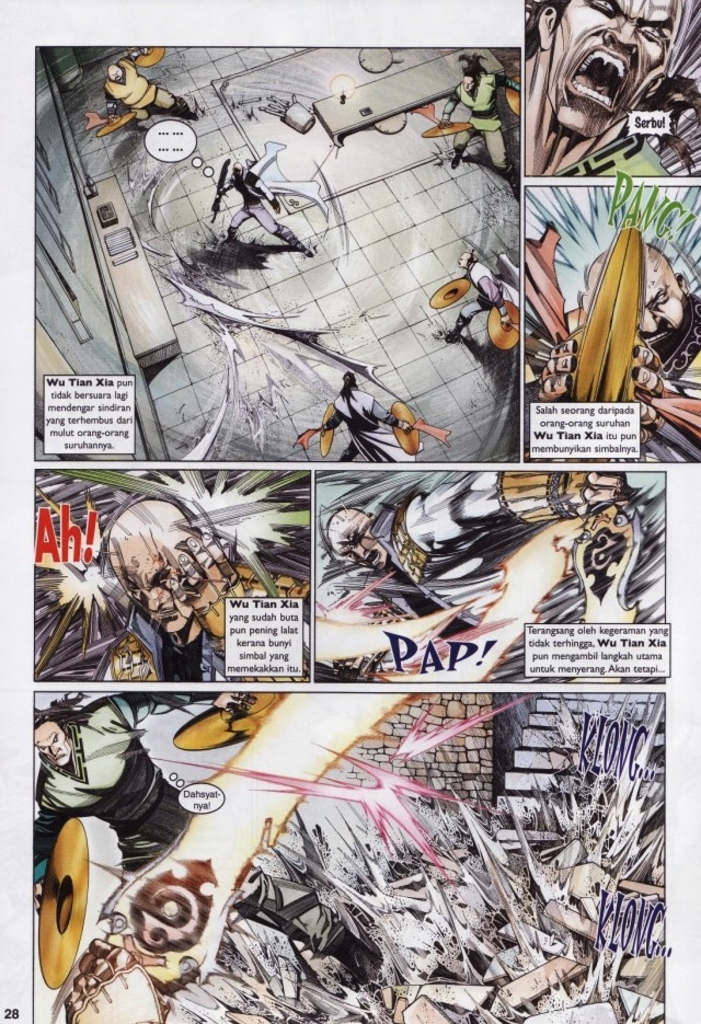 ... ...
... ...
Wu Tian Xia pun
tidak bersuara lagi
mendengar sindiran
yang terhembus dari
mulut orang-orang
suruhannya.
Serbu!
PANG!
Salah seorang daripada
orang-orang suruhan
Wu Tian Xia itu pun
membunyikan simbalnya.
Ah!
Wu Tian Xia
yang sudah buta
pun pening lalat
kerana bunyi
simbal yang
memekakkan itu.
PAP!
Terangsang oleh kegeraman yang
tidak terhingga, Wu Tian Xia
pun mengambil langkah utama
untuk menyerang. Akan tetapi...
Dahsyat-
nya!
KLONG...
KLONG...
28